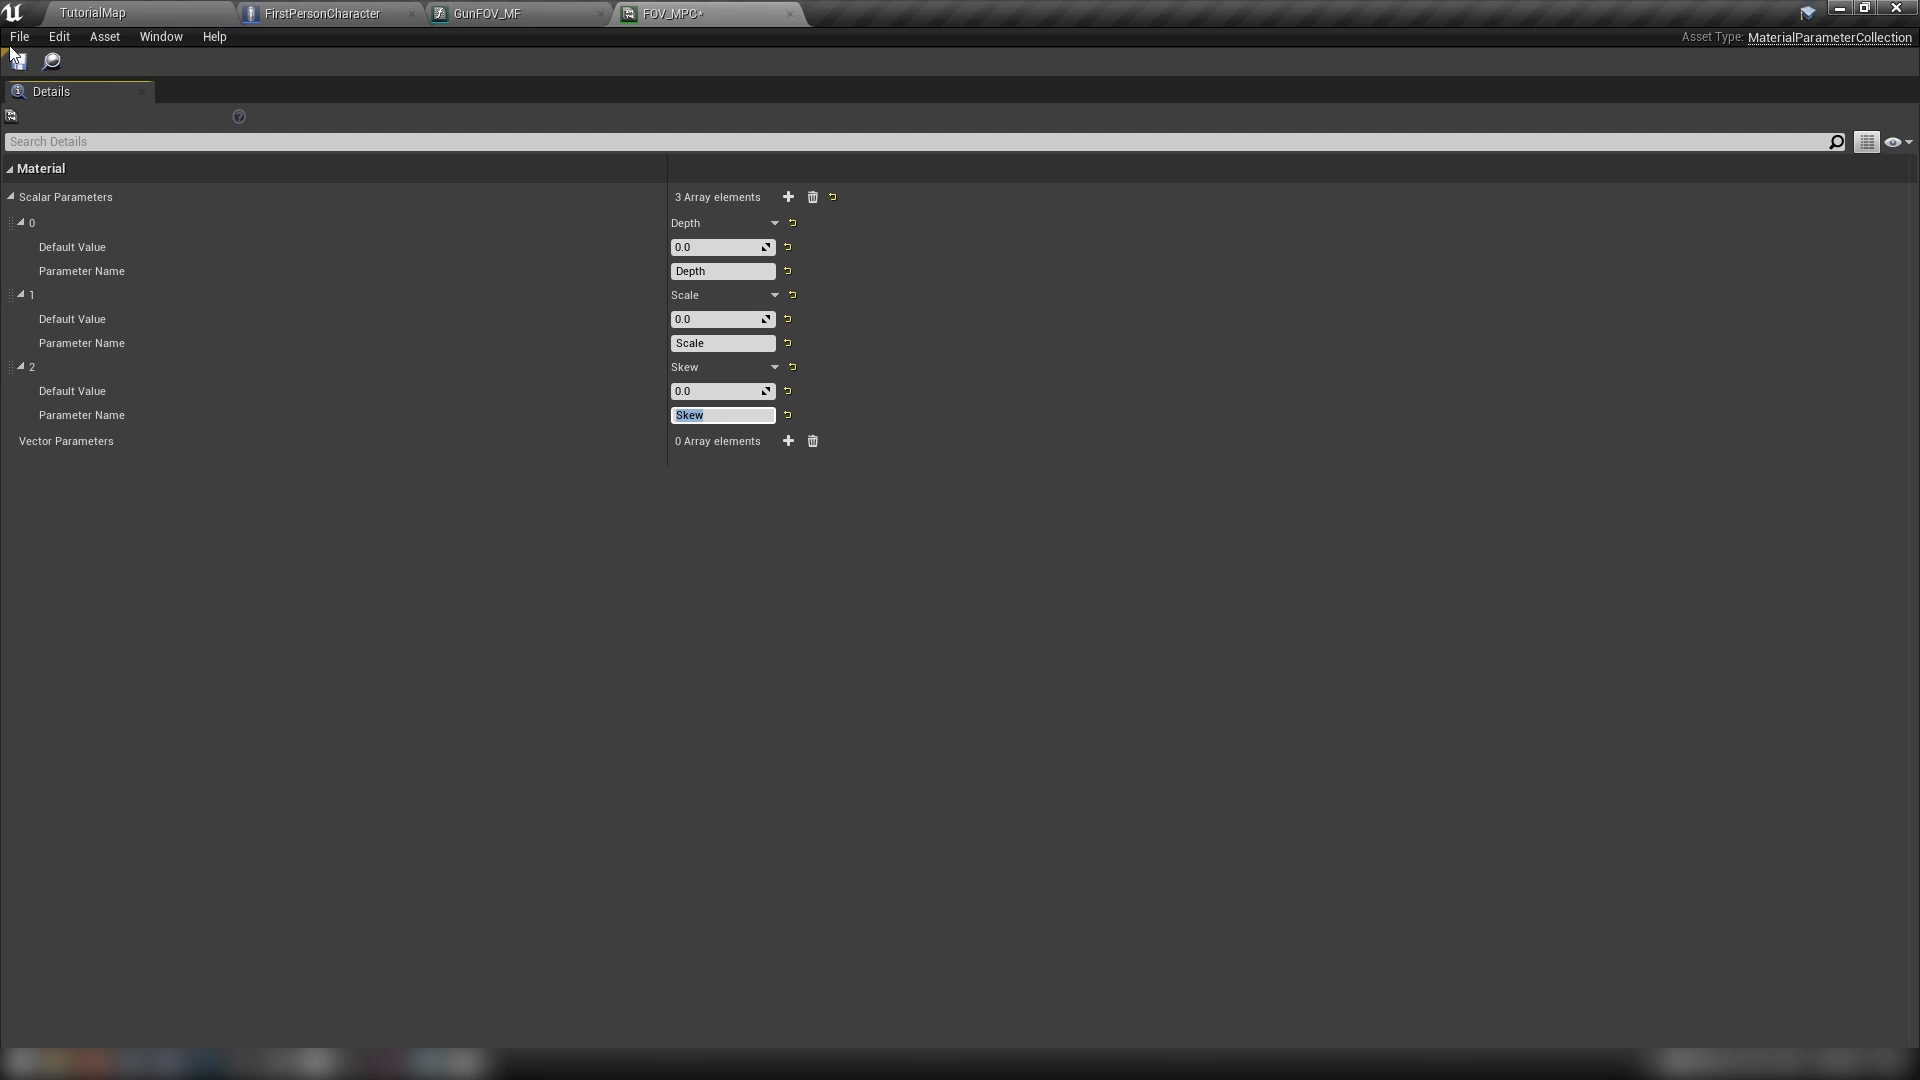 TutorialMap FirstPersonCharacter GunFOV_MF FOV_MPC*
File Edit Asset Window Help Asset Type: MaterialParameterCollection
Details
Search Details
Material
Scalar Parameters 3 Array elements
0 Depth
Default Value 0.0
Parameter Name Depth
1 Scale
Default Value 0.0
Parameter Name Scale
2 Skew
Default Value 0.0
Parameter Name Skew
Vector Parameters 0 Array elements